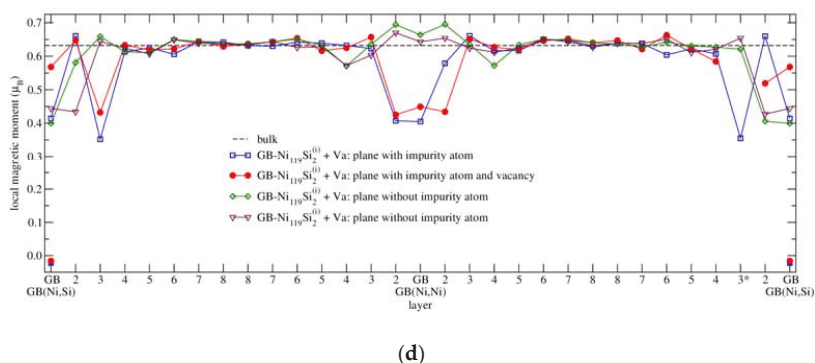 local magnetic moment (μB)
0.7
0.6
0.5
0.4
0.3
0.2
0.1
0.0
bulk
GB-Ni119Si2(i) + Va: plane with impurity atom
GB-Ni119Si2(i) + Va: plane with impurity atom and vacancy
GB-Ni119Si2(i) + Va: plane without impurity atom
GB-Ni119Si2(i) + Va: plane without impurity atom
GB 2 3 4 5 6 7 8 8 7 6 5 4 3 2 GB 2 3 4 5 6 7 8 8 7 6 5 4 3* 2 GB
GB(Ni,Si) GB(Ni,Ni) GB(Ni,Si)
layer
(d)